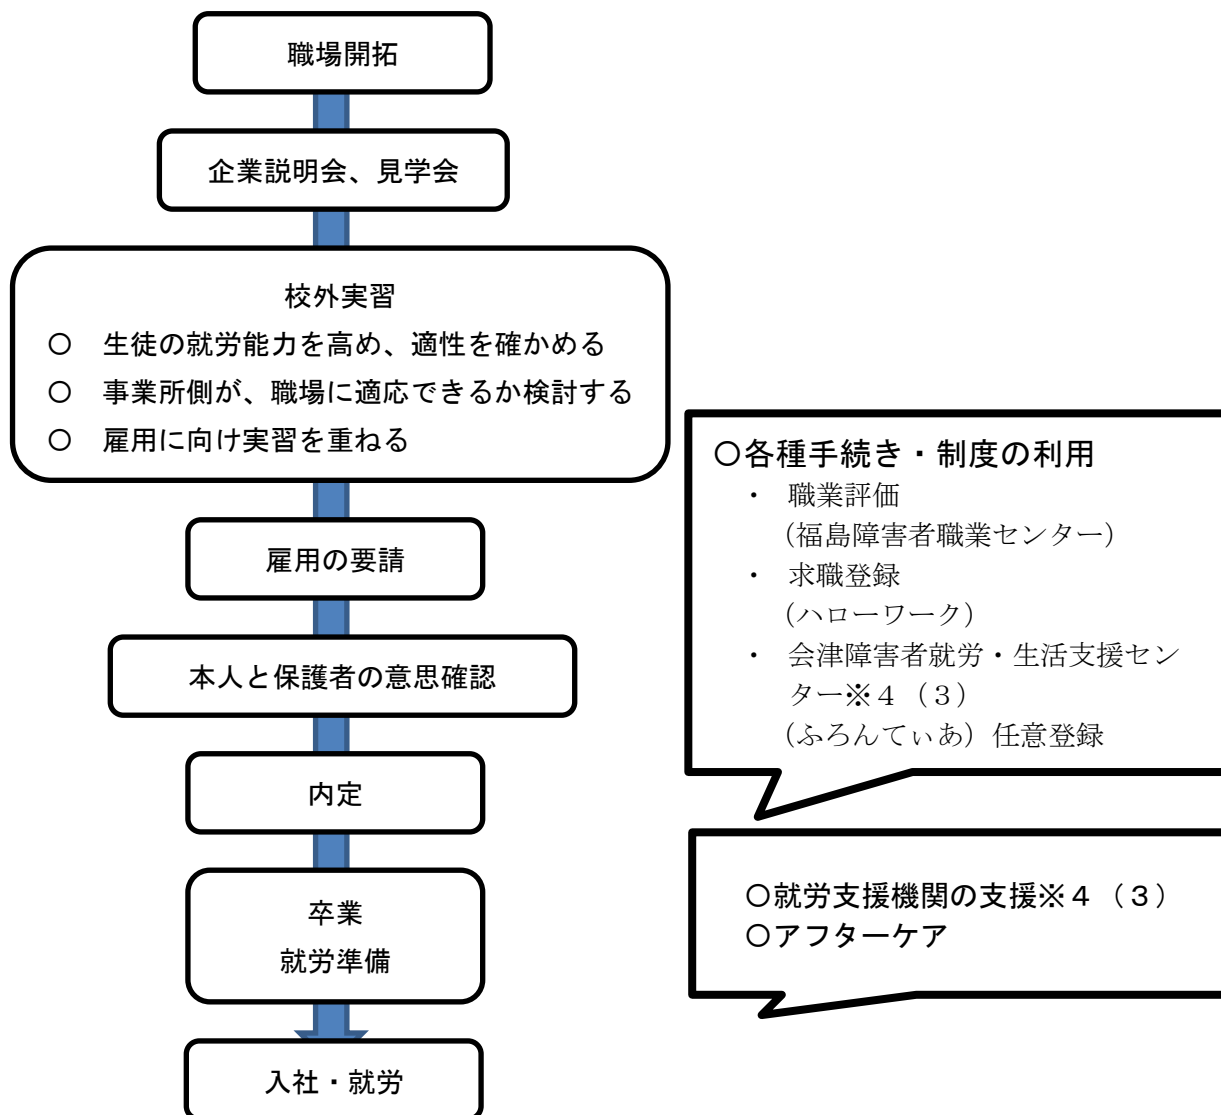 職場開拓
企業説明会、見学会
校外実習
○ 生徒の就労能力を高め、適性を確かめる
○ 事業所側が、職場に適応できるか検討する
○ 雇用に向け実習を重ねる
雇用の要請
本人と保護者の意思確認
内定
卒業
就労準備
入社・就労
○各種手続き・制度の利用
・ 職業評価
(福島障害者職業センター)
・ 求職登録
(ハローワーク)
・ 会津障害者就労・生活支援セン
ター※4（3）
(ふろんてぃあ) 任意登録
○就労支援機関の支援※4（3）
○アフターケア